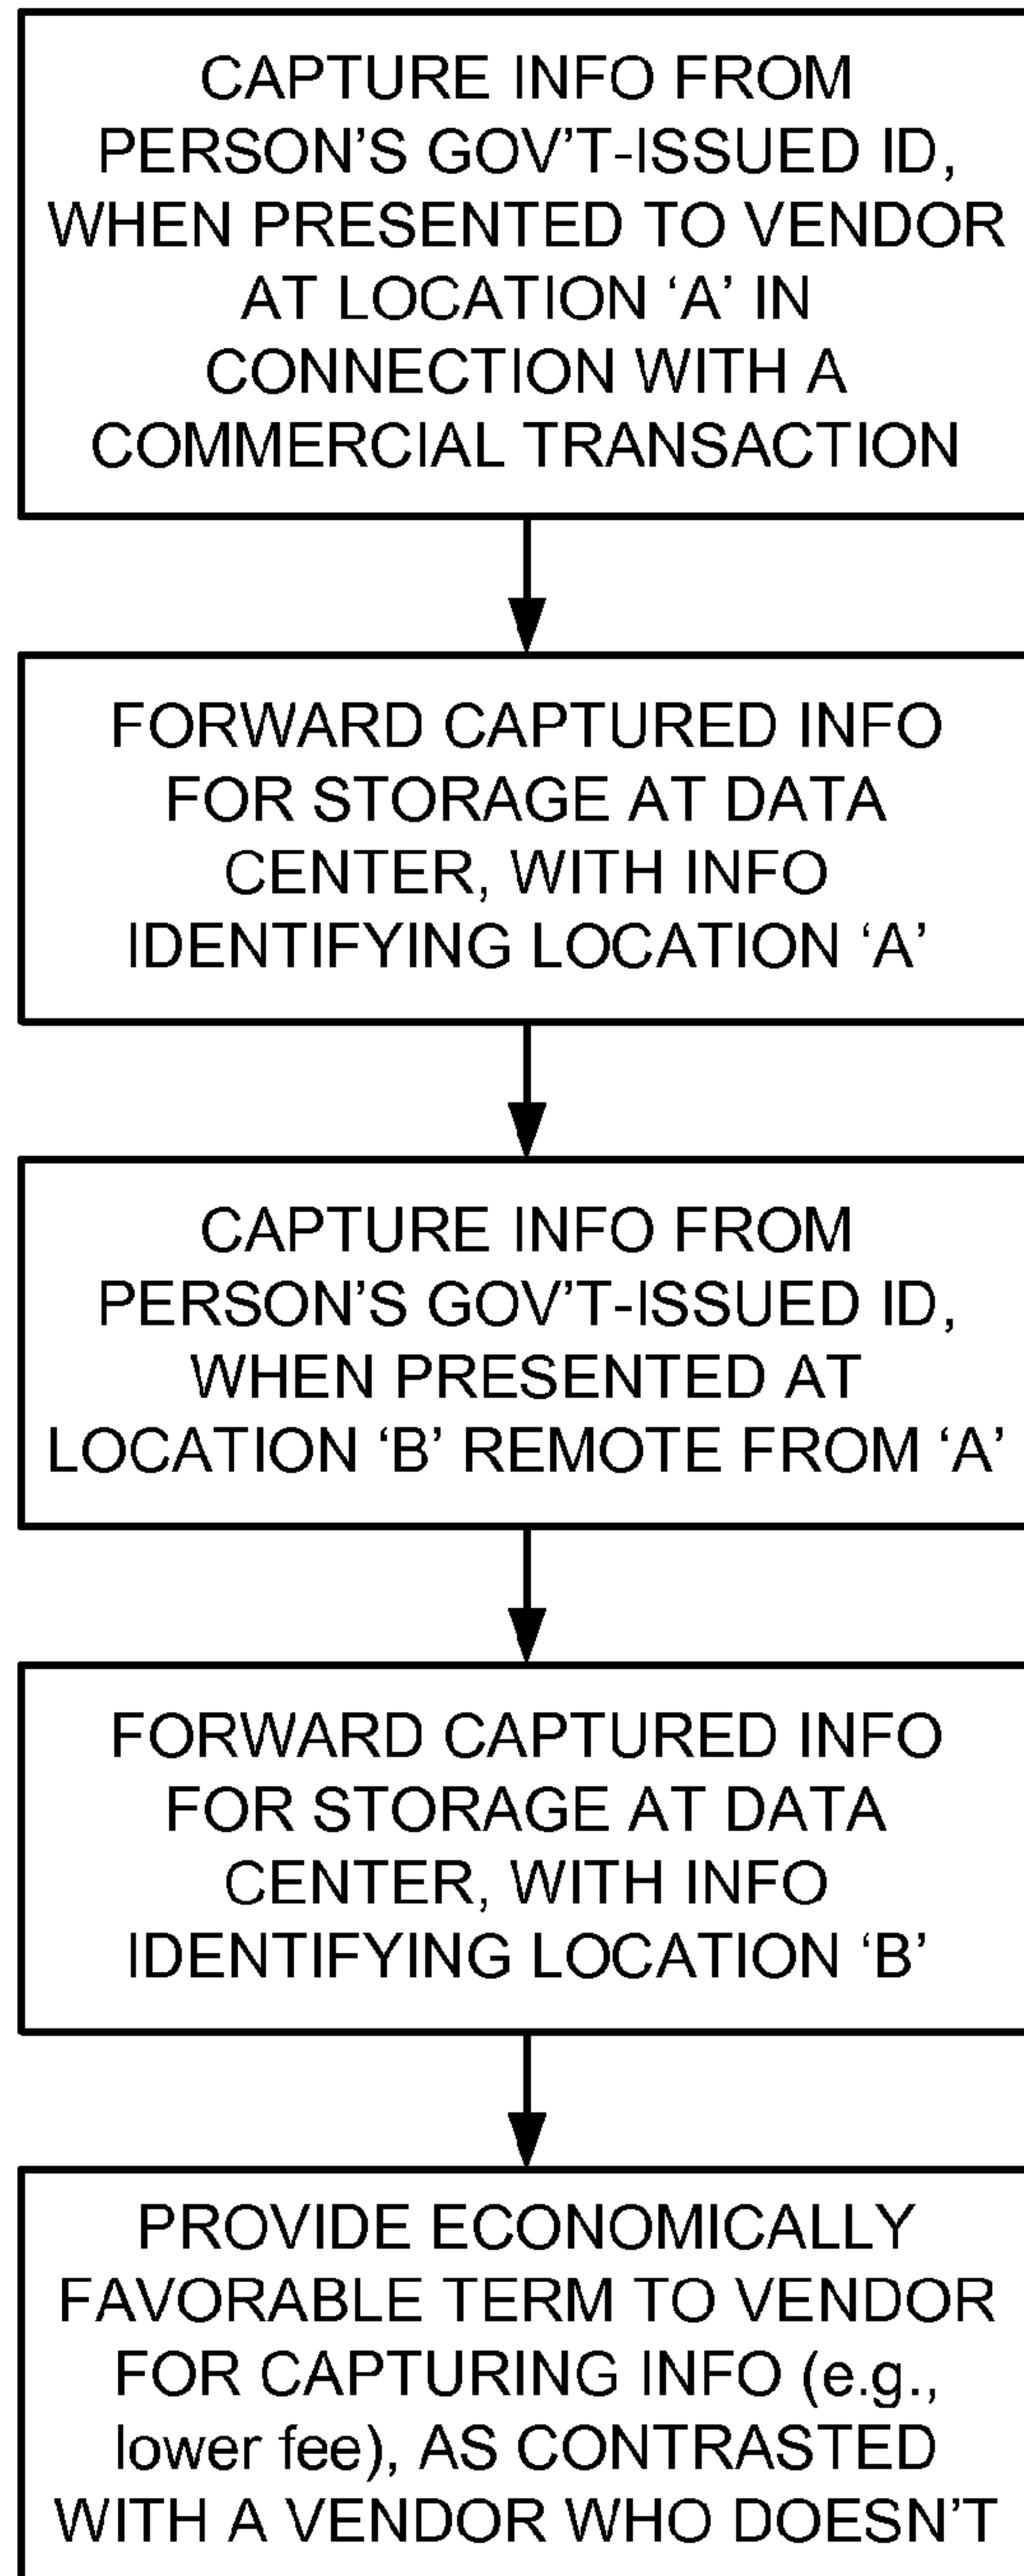 CAPTURE INFO FROM
PERSON’S GOV’T-ISSUED ID,
WHEN PRESENTED TO VENDOR
AT LOCATION ‘A’ IN
CONNECTION WITH A
COMMERCIAL TRANSACTION
FORWARD CAPTURED INFO
FOR STORAGE AT DATA
CENTER, WITH INFO
IDENTIFYING LOCATION ‘A’
CAPTURE INFO FROM
PERSON’S GOV’T-ISSUED ID,
WHEN PRESENTED AT
LOCATION ‘B’ REMOTE FROM ‘A’
FORWARD CAPTURED INFO
FOR STORAGE AT DATA
CENTER, WITH INFO
IDENTIFYING LOCATION ‘B’
PROVIDE ECONOMICALLY
FAVORABLE TERM TO VENDOR
FOR CAPTURING INFO (e.g.,
lower fee), AS CONTRASTED
WITH A VENDOR WHO DOESN’T